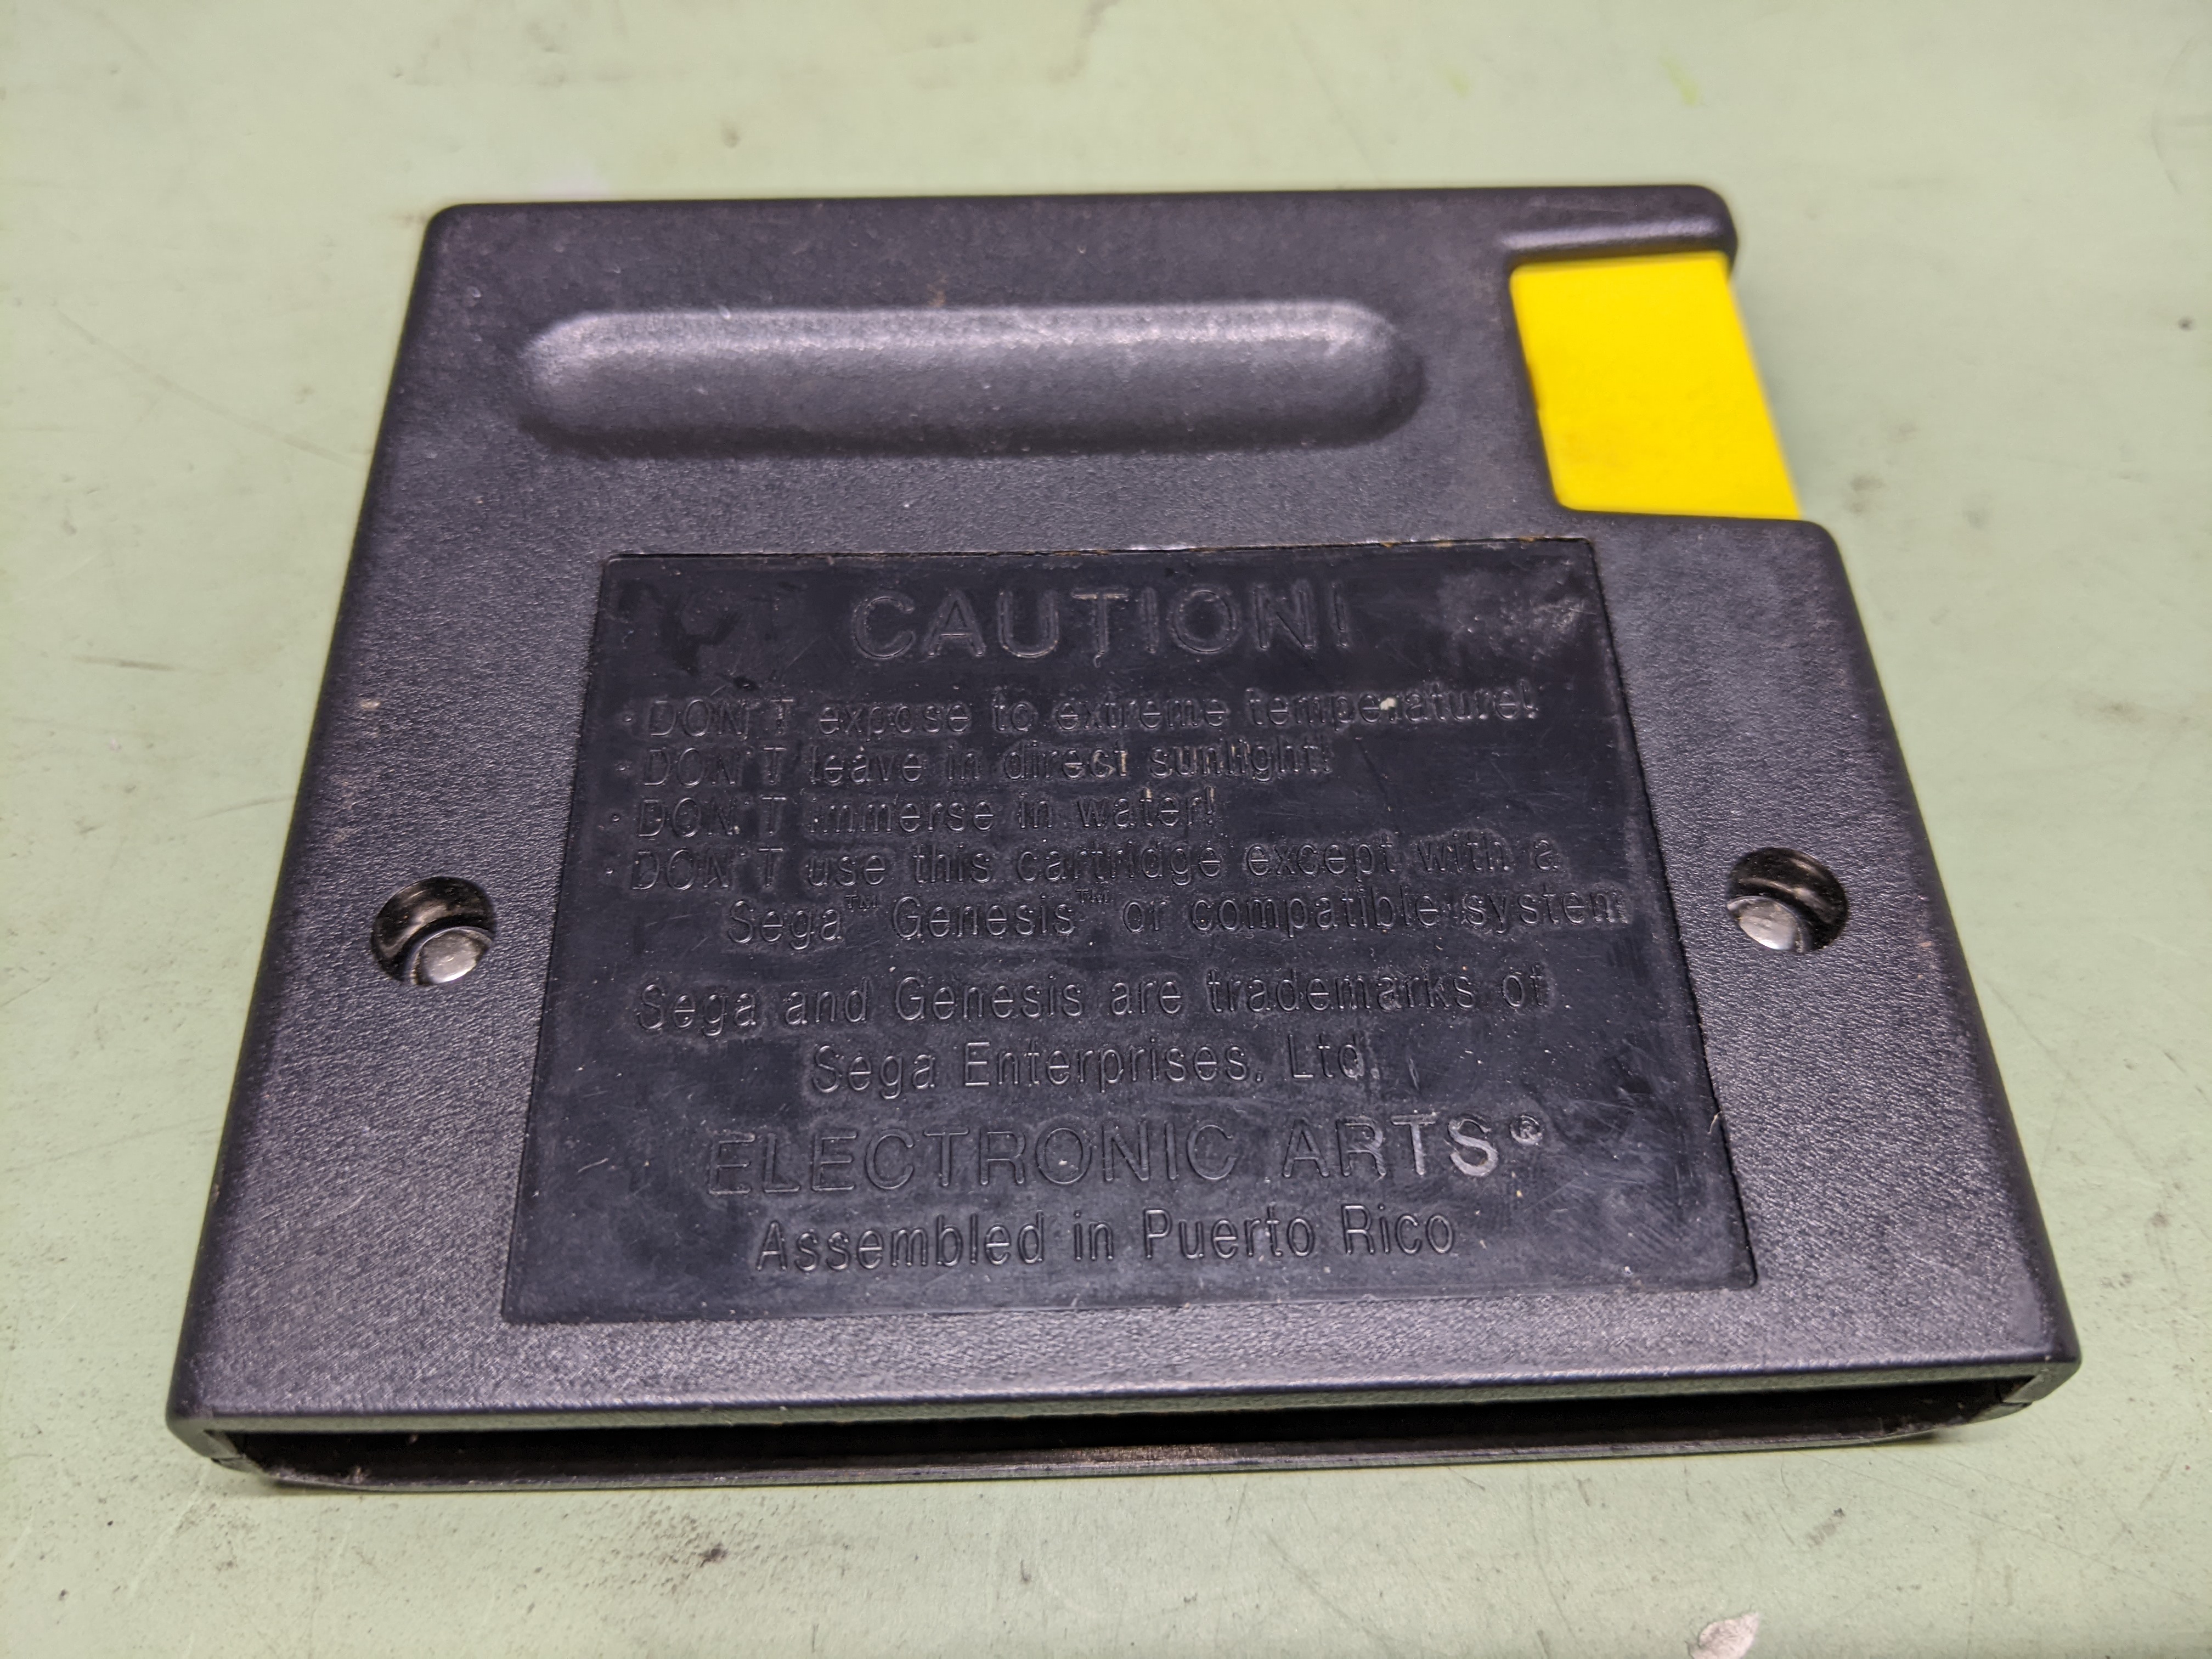 CAUTION!
·DON'T expose to extreme temperature!
·DON'T leave in direct sunlight!
·DON'T immerse in water!
·DON'T use this cartridge except with a
Sega™ Genesis™ or compatible system
Sega and Genesis are trademarks of
Sega Enterprises, Ltd.
ELECTRONIC ARTS®
Assembled in Puerto Rico